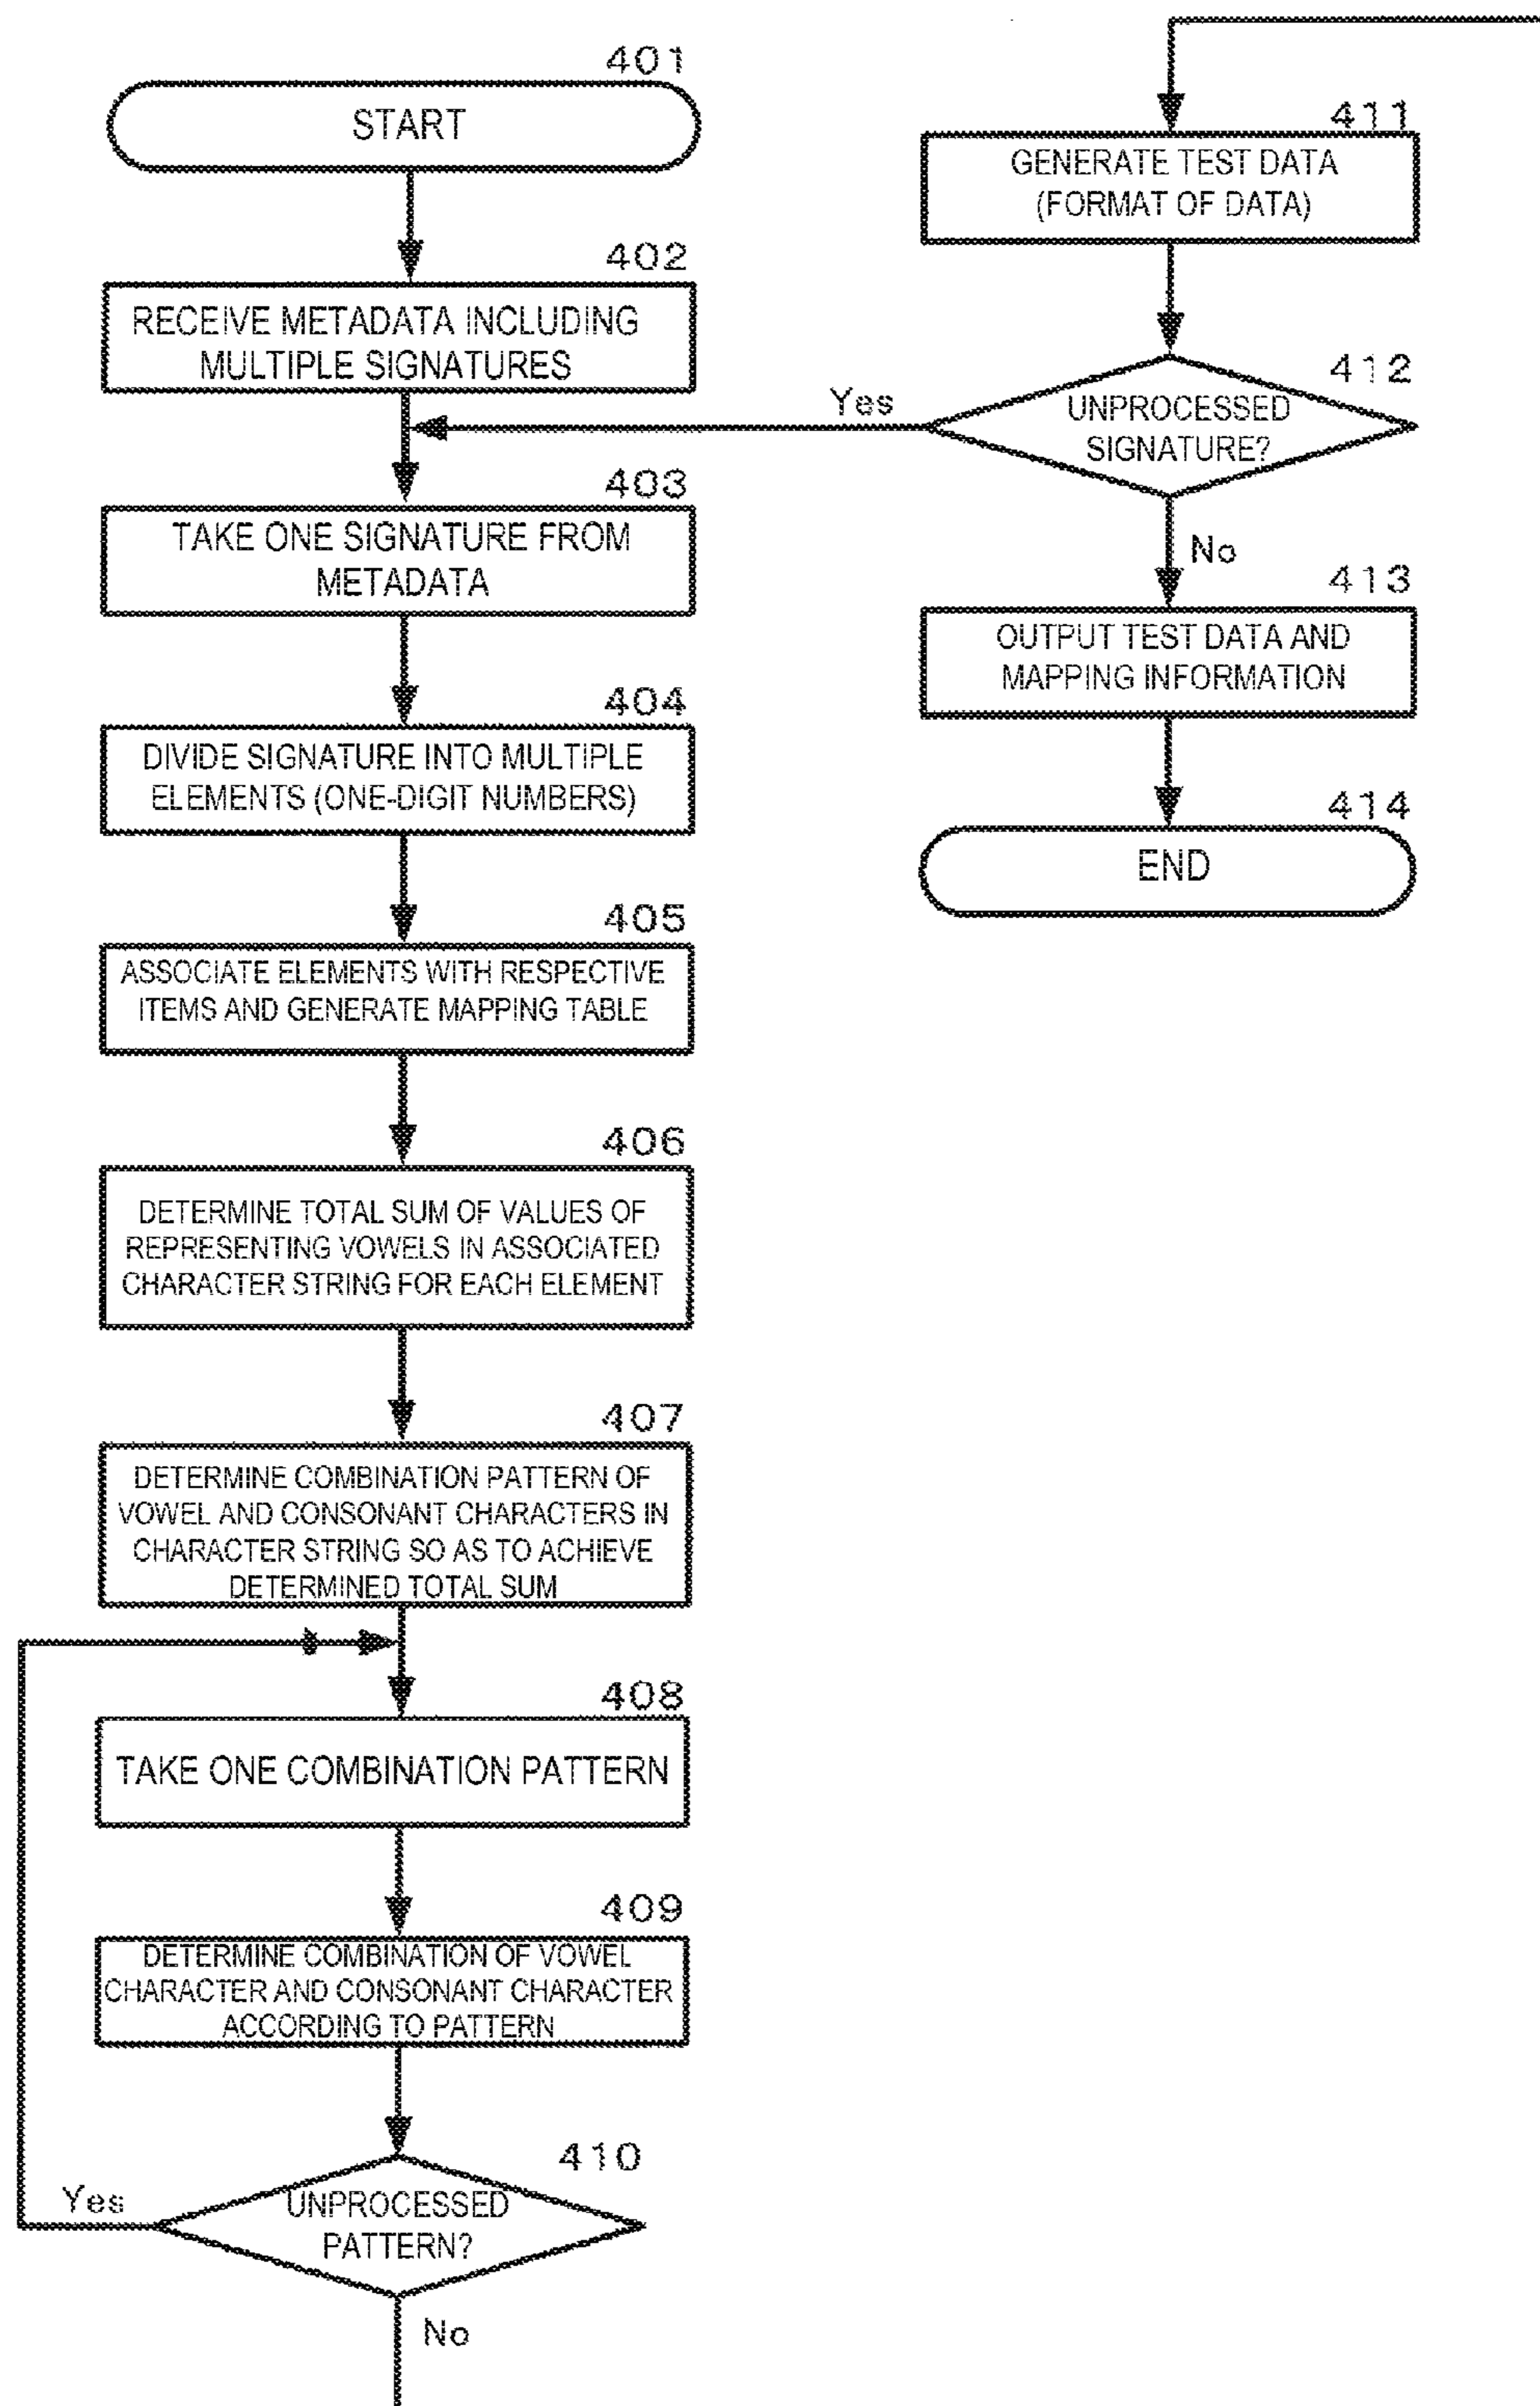 401
START
402
RECEIVE METADATA INCLUDING
MULTIPLE SIGNATURES
403
TAKE ONE SIGNATURE FROM
METADATA
404
DIVIDE SIGNATURE INTO MULTIPLE
ELEMENTS (ONE-DIGIT NUMBERS)
405
ASSOCIATE ELEMENTS WITH RESPECTIVE
ITEMS AND GENERATE MAPPING TABLE
406
DETERMINE TOTAL SUM OF VALUES OF
REPRESENTING VOWELS IN ASSOCIATED
CHARACTER STRING FOR EACH ELEMENT
407
DETERMINE COMBINATION PATTERN OF
VOWEL AND CONSONANT CHARACTERS IN
CHARACTER STRING SO AS TO ACHIEVE
DETERMINED TOTAL SUM
408
TAKE ONE COMBINATION PATTERN
409
DETERMINE COMBINATION OF VOWEL
CHARACTER AND CONSONANT CHARACTER
ACCORDING TO PATTERN
410
Yes
UNPROCESSED
PATTERN?
No
411
GENERATE TEST DATA
(FORMAT OF DATA)
412
Yes
UNPROCESSED
SIGNATURE?
No
413
OUTPUT TEST DATA AND
MAPPING INFORMATION
414
END